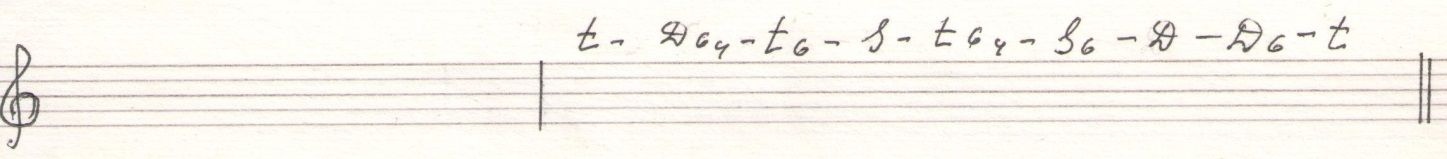 t - D64 - t6 - s - t64 - s6 - D - D6 - t